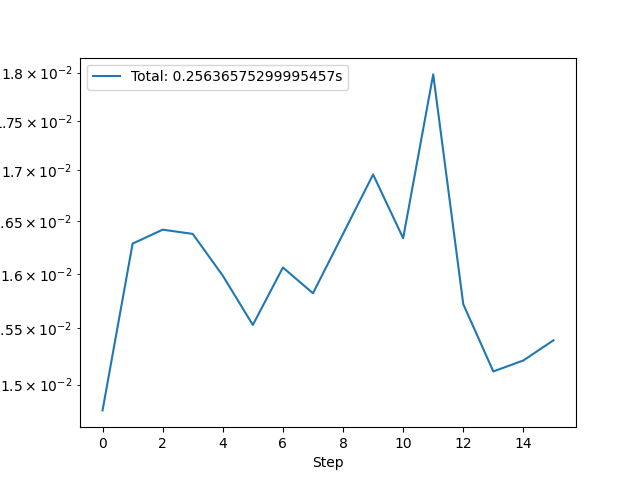 Total: 0.25636575299995457s
1.8 × 10⁻²
1.75 × 10⁻²
1.7 × 10⁻²
.65 × 10⁻²
1.6 × 10⁻²
.55 × 10⁻²
1.5 × 10⁻²
0 2 4 6 8 10 12 14
Step